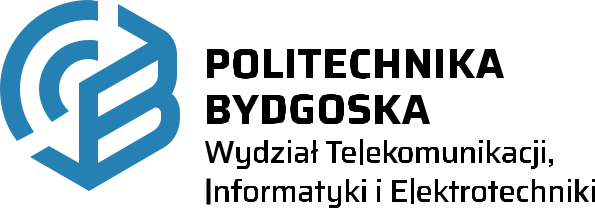 POLITECHNIKA
BYDGOSKA
Wydział Telekomunikacji,
Informatyki i Elektrotechniki